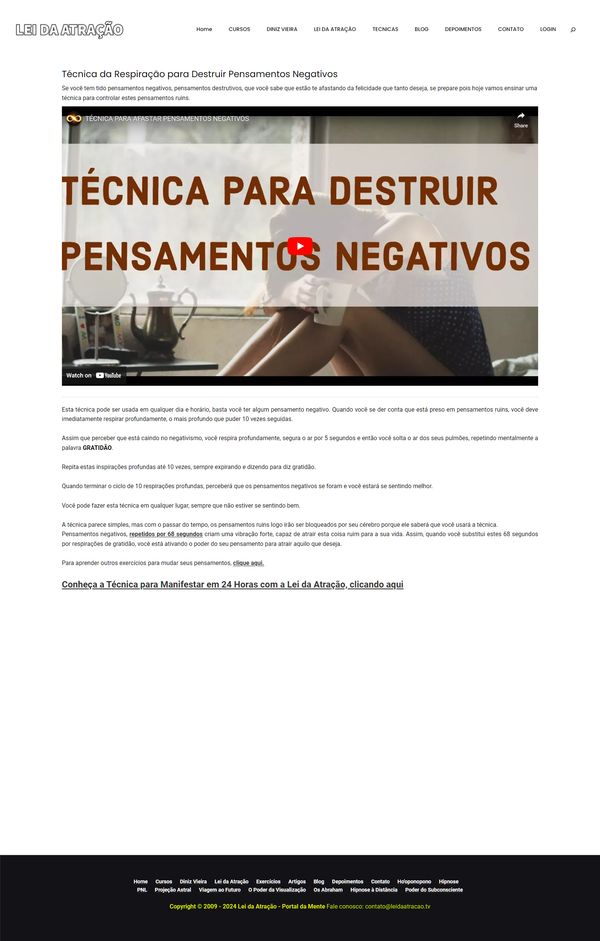 LEI DA ATRAÇÃO
Home CURSOS DINIZ VIEIRA LEI DA ATRAÇÃO TECNICAS BLOG DEPOIMENTOS CONTATO LOGIN
Técnica da Respiração para Destruir Pensamentos Negativos
Se você tem tido pensamentos negativos, pensamentos destrutivos, que você sabe que estão te afastando da felicidade que tanto deseja, se prepare pois hoje vamos ensinar uma
técnica para controlar estes pensamentos ruins.
TÉCNICA PARA AFASTAR PENSAMENTOS NEGATIVOS
Share
TÉCNICA PARA DESTRUIR
PENSAMENTOS NEGATIVOS
Watch on YouTube
Esta técnica pode ser usada em qualquer dia e horário, basta você ter algum pensamento negativo. Quando você se der conta que está preso em pensamentos ruins, você deve
imediatamente respirar profundamente, o mais profundo que puder 10 vezes seguidas.
Assim que perceber que está caindo no negativismo, você respira profundamente, segura o ar por 5 segundos e então você solta o ar dos seus pulmões, repetindo mentalmente a
palavra GRATIDÃO.
Repita estas inspirações profundas até 10 vezes, sempre expirando e dizendo para diz gratidão.
Quando terminar o ciclo de 10 respirações profundas, perceberá que os pensamentos negativos se foram e você estará se sentindo melhor.
Você pode fazer esta técnica em qualquer lugar, sempre que não estiver se sentindo bem.
A técnica parece simples, mas com o passar do tempo, os pensamentos ruins logo irão ser bloqueados por seu cérebro porque ele saberá que você usará a técnica.
Pensamentos negativos, repetidos por 68 segundos criam uma vibração forte, capaz de atrair esta coisa ruim para a sua vida. Assim, quando você substitui estes 68 segundos
por respirações de gratidão, você está ativando o poder do seu pensamento para atrair aquilo que deseja.
Para aprender outros exercícios para mudar seus pensamentos, clique aqui.
Conheça a Técnica para Manifestar em 24 Horas com a Lei da Atração, clicando aqui
Home Cursos Diniz Vieira Lei da Atração Exercícios Artigos Blog Depoimentos Contato Ho'oponopono Hipnose
PNL Projeção Astral Viagem ao Futuro O Poder da Visualização Os Abraham Hipnose à Distância Poder do Subconsciente
Copyright © 2009 - 2024 Lei da Atração - Portal da Mente Fale conosco: contato@leidaatracao.tv